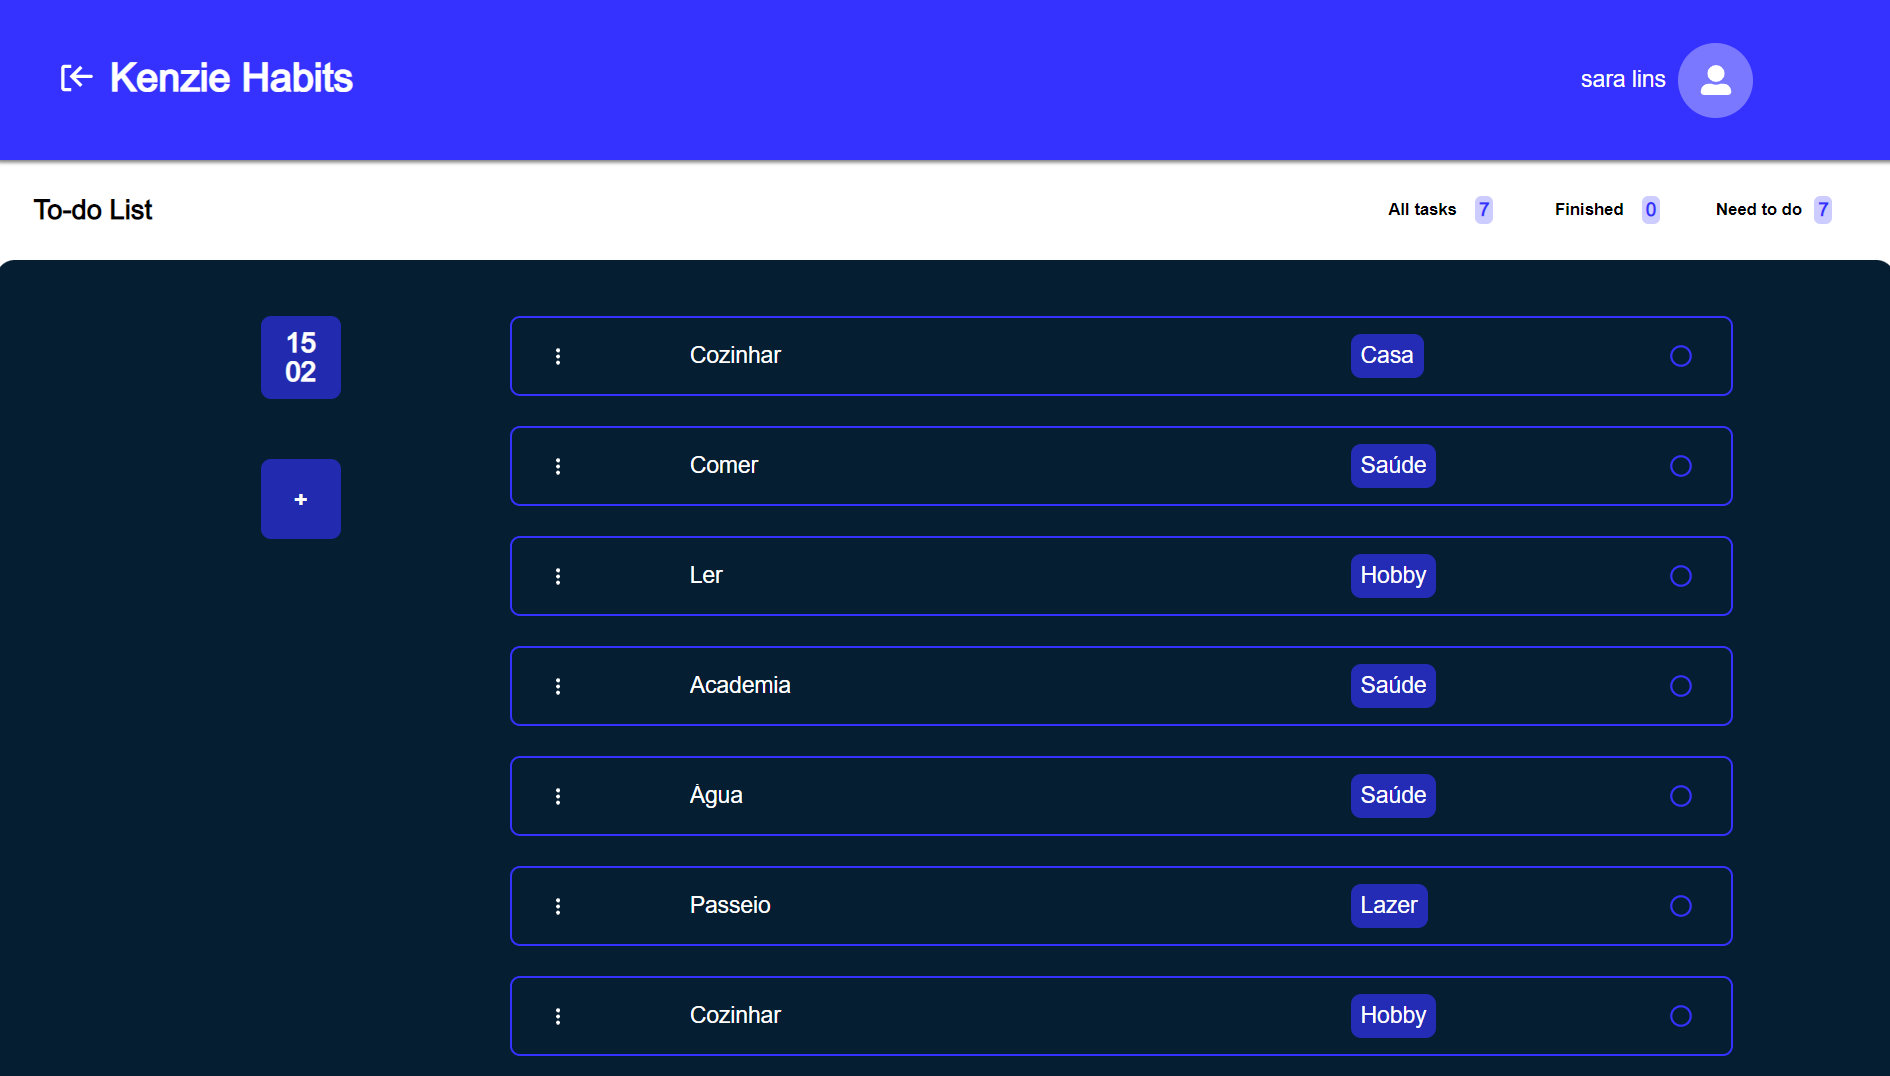 Kenzie Habits
sara lins
To-do List
All tasks 7
Finished 0
Need to do 7
15
02
+
Cozinhar Casa
Comer Saúde
Ler Hobby
Academia Saúde
Água Saúde
Passeio Lazer
Cozinhar Hobby